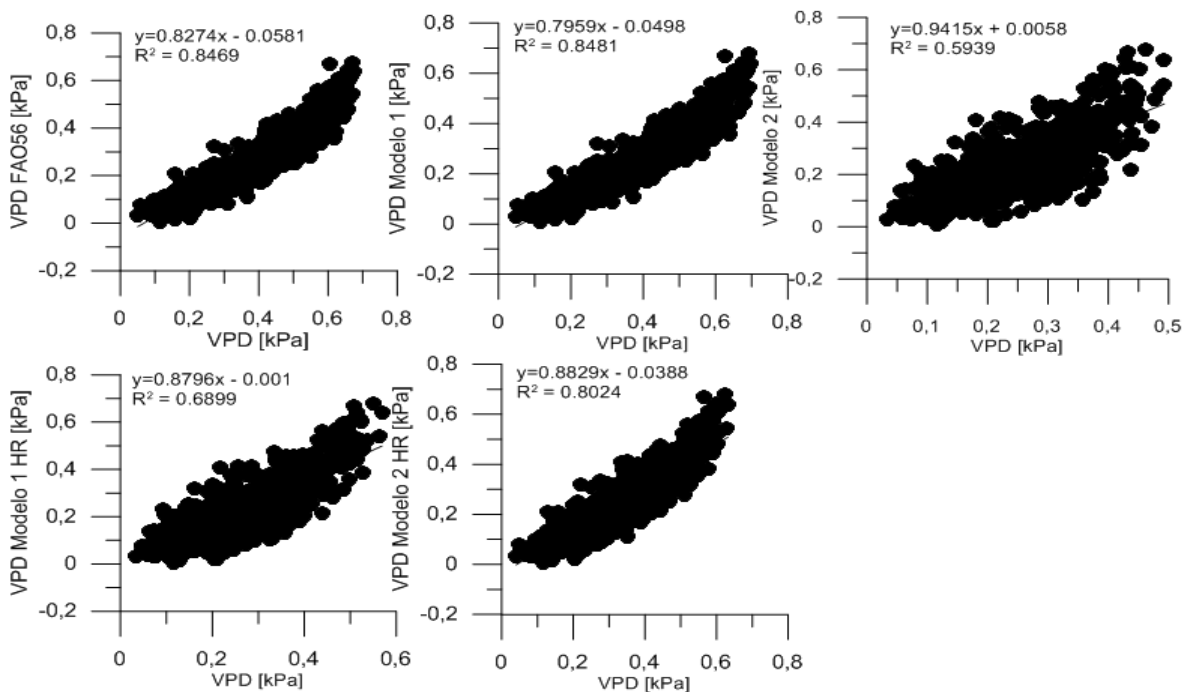 y=0.8274x - 0.0581
R² = 0.8469
0,8
0,6
0,4
0,2
0
-0,2
VPD FAO56 [kPa]
0 0,2 0,4 0,6 0,8
VPD [kPa]
y=0.7959x - 0.0498
R² = 0.8481
0,8
0,6
0,4
0,2
0
-0,2
VPD Modelo 1 [kPa]
0 0,2 0,4 0,6 0,8
VPD [kPa]
y=0.9415x + 0.0058
R² = 0.5939
0,8
0,6
0,4
0,2
0
-0,2
VPD Modelo 2 [kPa]
0 0,1 0,2 0,3 0,4 0,5
VPD [kPa]
y=0.8796x - 0.001
R² = 0.6899
0,8
0,6
0,4
0,2
0
-0,2
VPD Modelo 1 HR [kPa]
0 0,2 0,4 0,6
VPD [kPa]
y=0.8829x - 0.0388
R² = 0.8024
0,8
0,6
0,4
0,2
0
-0,2
VPD Modelo 2 HR [kPa]
0 0,2 0,4 0,6 0,8
VPD [kPa]